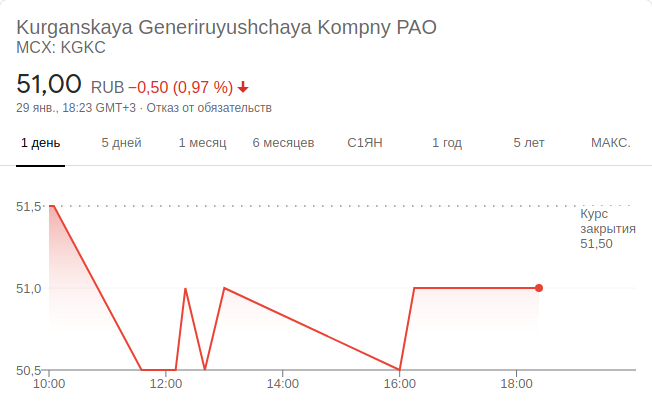 Kurganskaya Generiruyushchaya Kompny PAO
MCX: KGKC
51,00 RUB −0,50 (0,97 %)
29 янв., 18:23 GMT+3 · Отказ от обязательств
1 день 5 дней 1 месяц 6 месяцев С1ЯН 1 год 5 лет МАКС.
51,5
Курс
закрытия
51,50
51,0
50,5
10:00 12:00 14:00 16:00 18:00